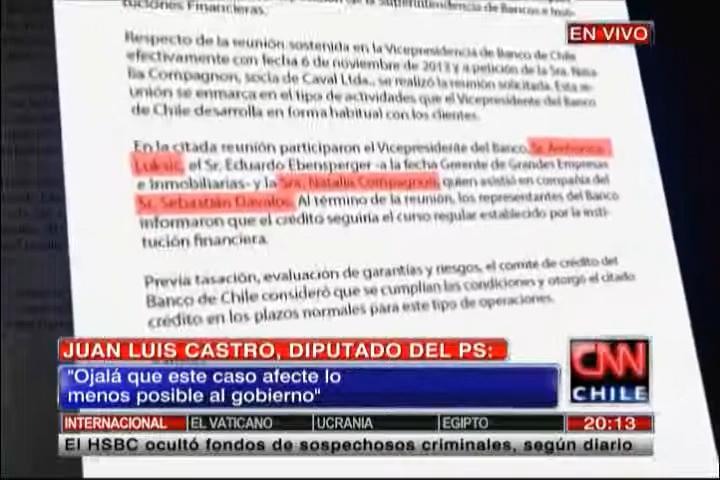 tuciones Financieras.
Superintendencia de Bancos e Insti-
EN VIVO
Respecto de la reunión sostenida en la Vicepresidencia de Banco de Chile
efectivamente con fecha 6 de noviembre de 2013 y a petición de la Sra. Nata-
lia Compagnon, socia de Caval Ltda., se realizó la reunión solicitada. Esta re-
unión se enmarca en el tipo de actividades que el Vicepresidente del Banco
de Chile desarrolla en forma habitual con los clientes.
En la citada reunión participaron el Vicepresidente del Banco, Sr. Andrónico
Luksic, el Sr. Eduardo Ebensperger -a la fecha Gerente de Grandes Empresas
e Inmobiliarias- y la Sra. Natalia Compagnon, quien asistió en compañía del
Sr. Sebastián Dávalos. Al término de la reunión, los representantes del Banco
informaron que el crédito seguiría el curso regular establecido por la insti-
tución financiera.
Previa tasación, evaluación de garantías y riesgos, el comité de crédito del
Banco de Chile consideró que se cumplían las condiciones y otorgó el citado
crédito en los plazos normales para este tipo de operaciones.
JUAN LUIS CASTRO, DIPUTADO DEL PS:
"Ojalá que este caso afecte lo
menos posible al gobierno"
CNN
CHILE
INTERNACIONAL EL VATICANO UCRANIA EGIPTO 20:13
El HSBC ocultó fondos de sospechosos criminales, según diario